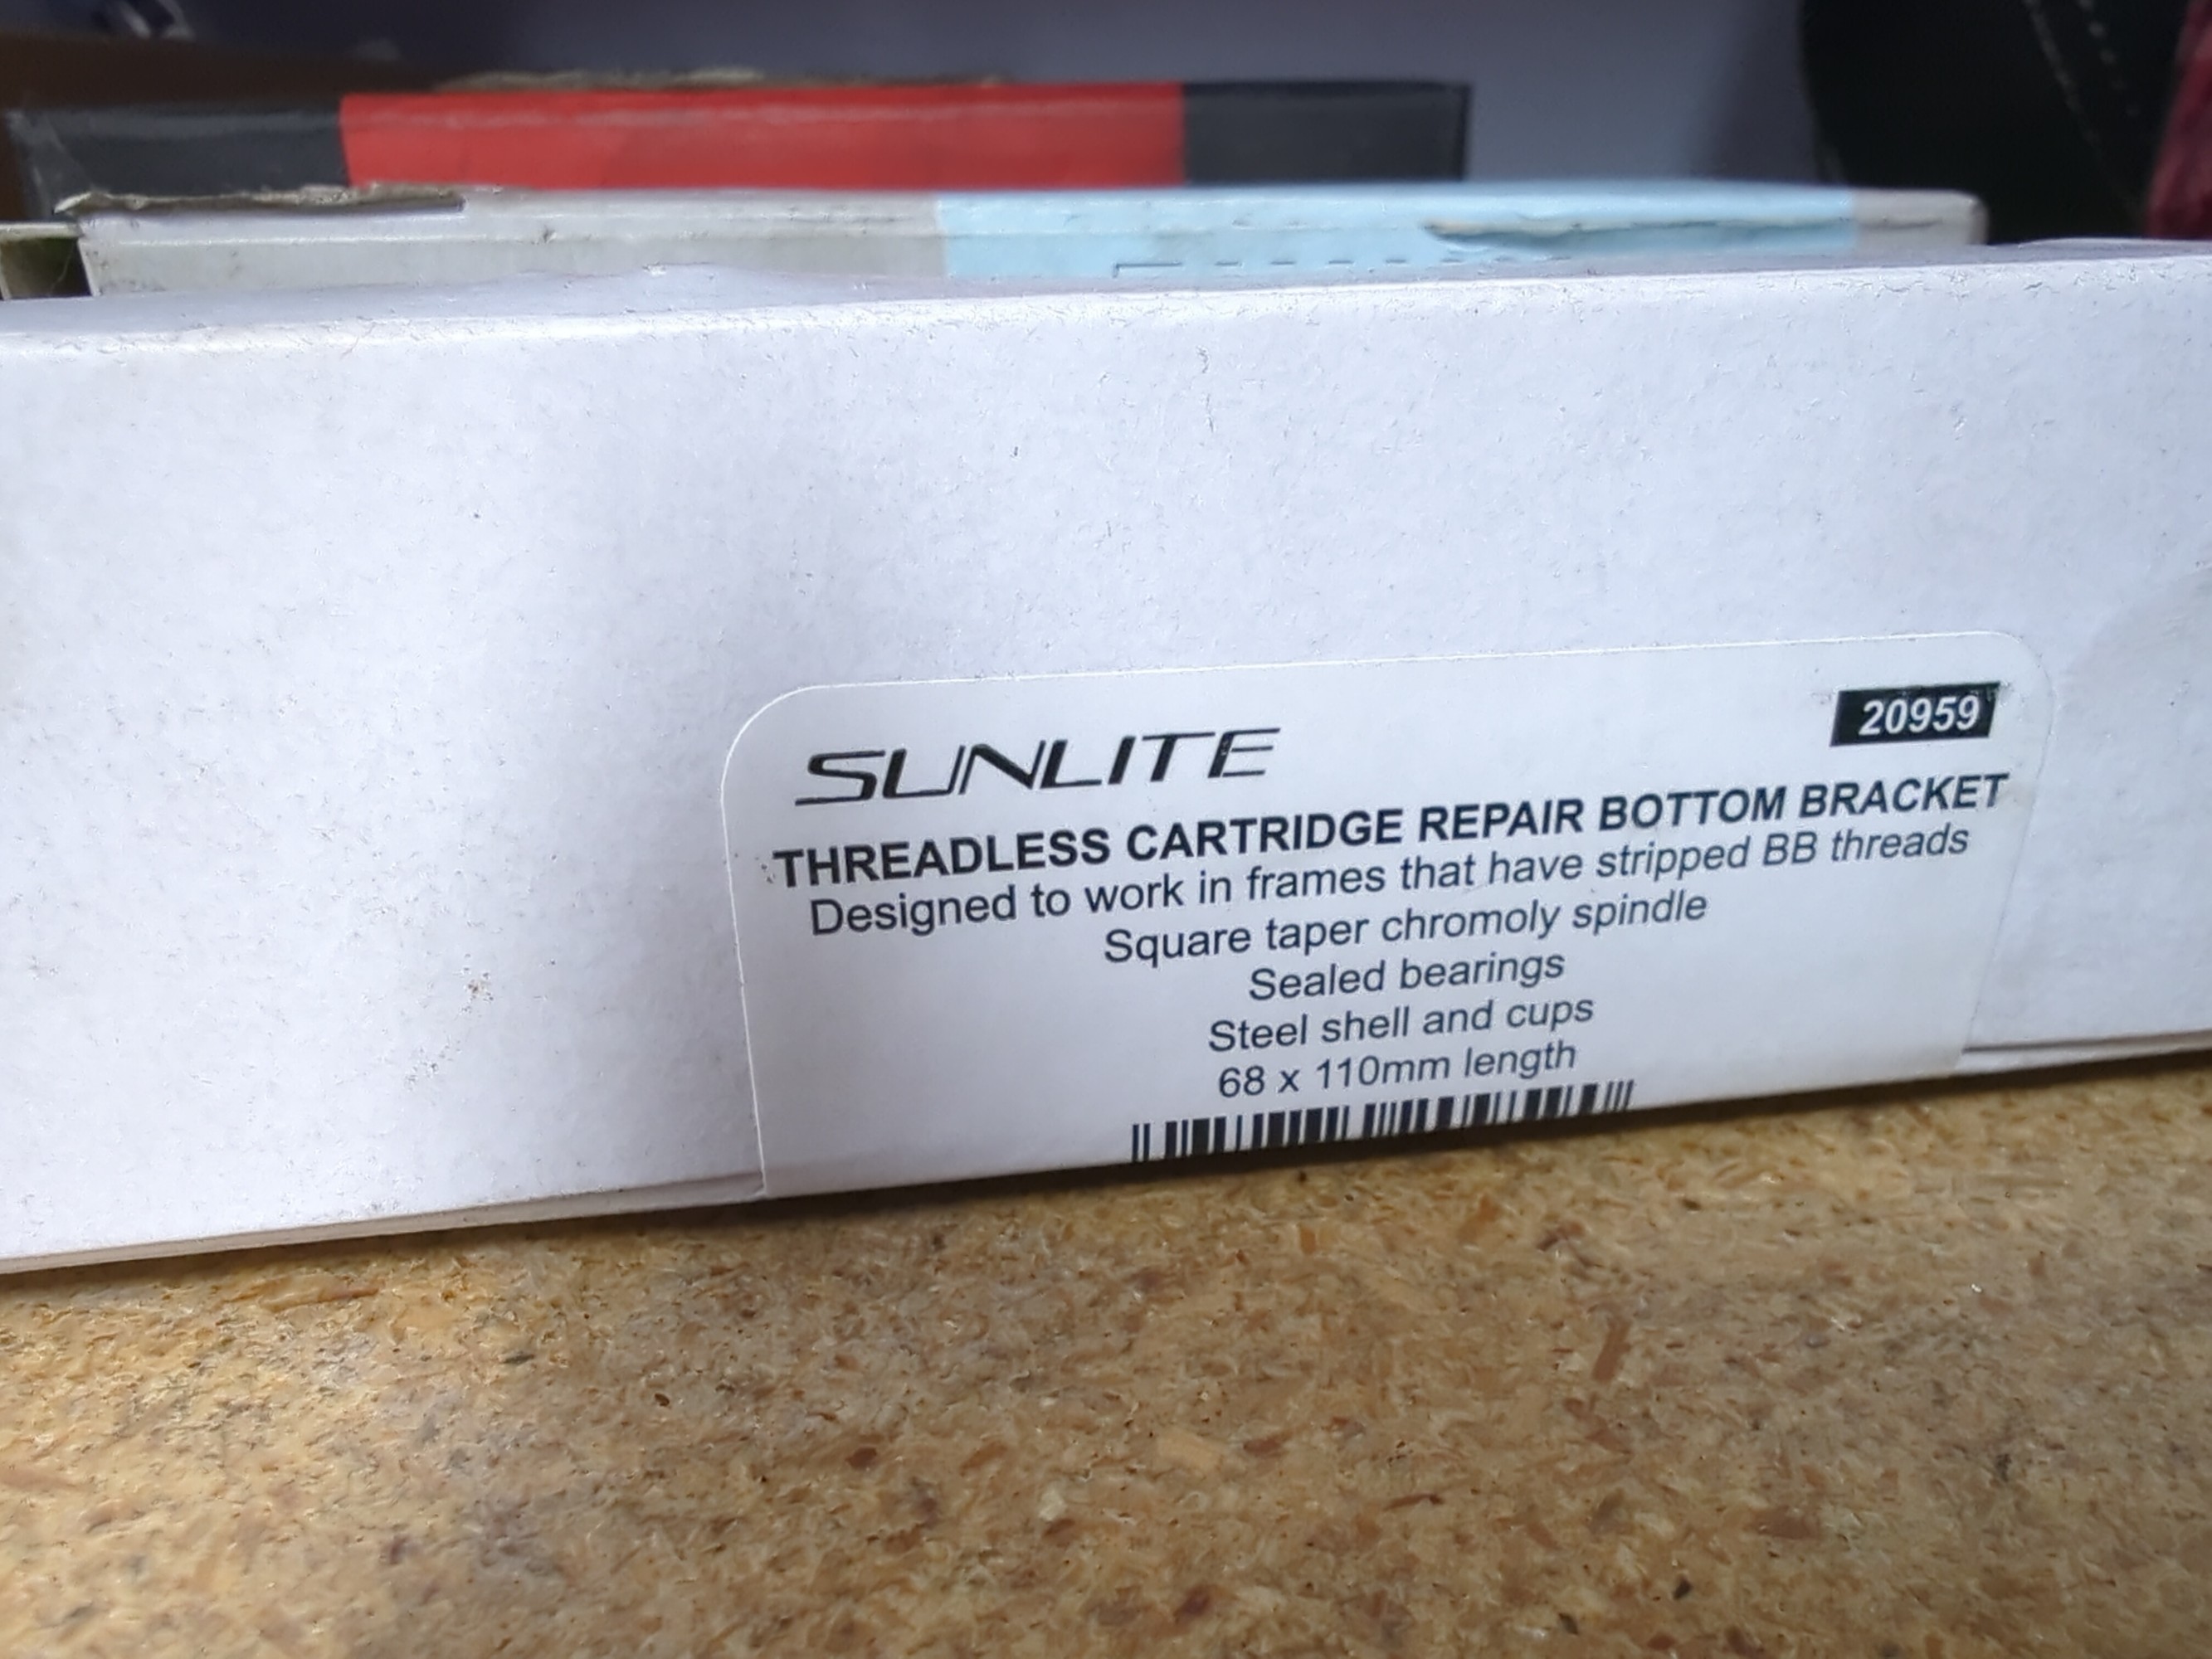 SUNLITE
20959
THREADLESS CARTRIDGE REPAIR BOTTOM BRACKET
Designed to work in frames that have stripped BB threads
Square taper chromoly spindle
Sealed bearings
Steel shell and cups
68 x 110mm length